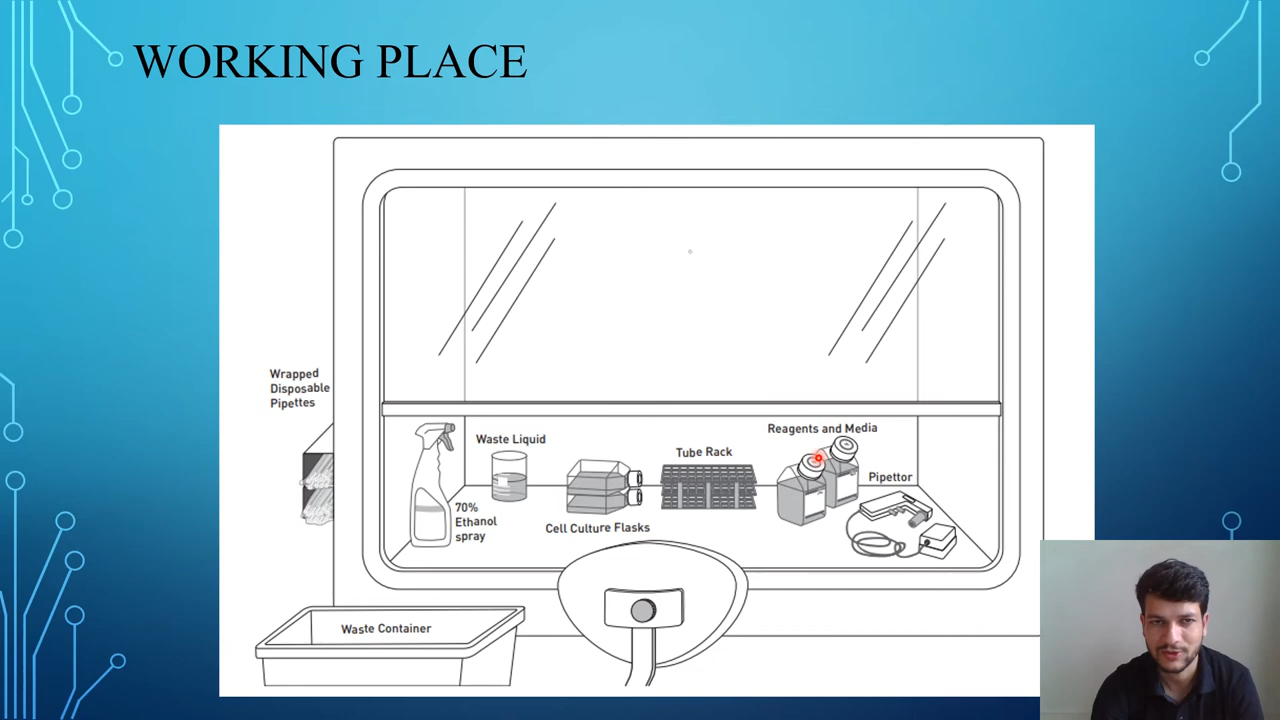 WORKING PLACE
Wrapped
Disposable
Pipettes
Waste Liquid
Reagents and Media
Tube Rack
Pipettor
70%
Ethanol
spray
Cell Culture Flasks
Waste Container